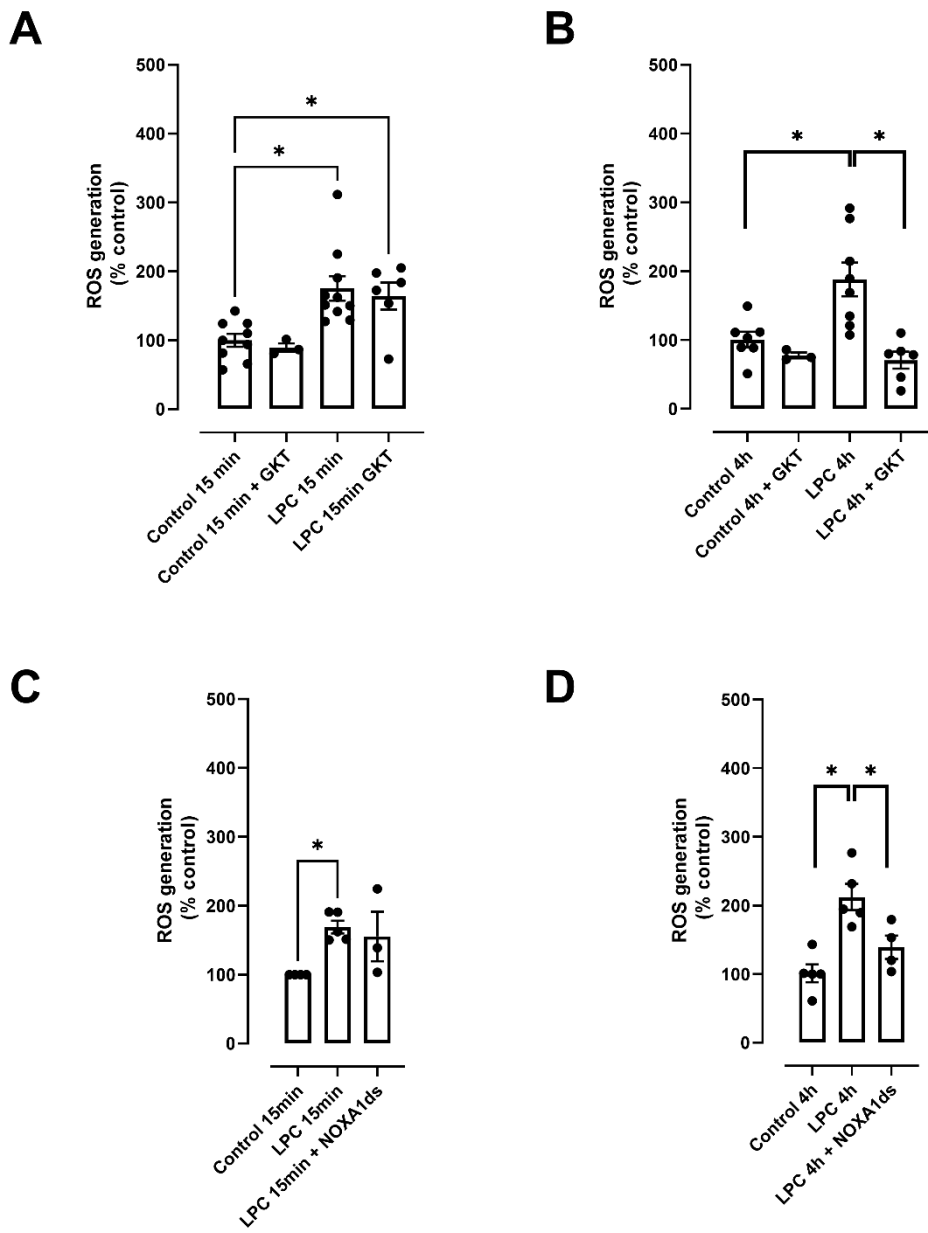 A
ROS generation
(% control)
500
400
300
200
100
0
*
*
Control 15 min
Control 15 min + GKT
LPC 15 min
LPC 15min GKT
B
ROS generation
(% control)
500
400
300
200
100
0
*
*
Control 4h
Control 4h + GKT
LPC 4h
LPC 4h + GKT
C
ROS generation
(% control)
500
400
300
200
100
0
*
Control 15min
LPC 15min
LPC 15min + NOXA1ds
D
ROS generation
(% control)
500
400
300
200
100
0
*
*
Control 4h
LPC 4h
LPC 4h + NOXA1ds